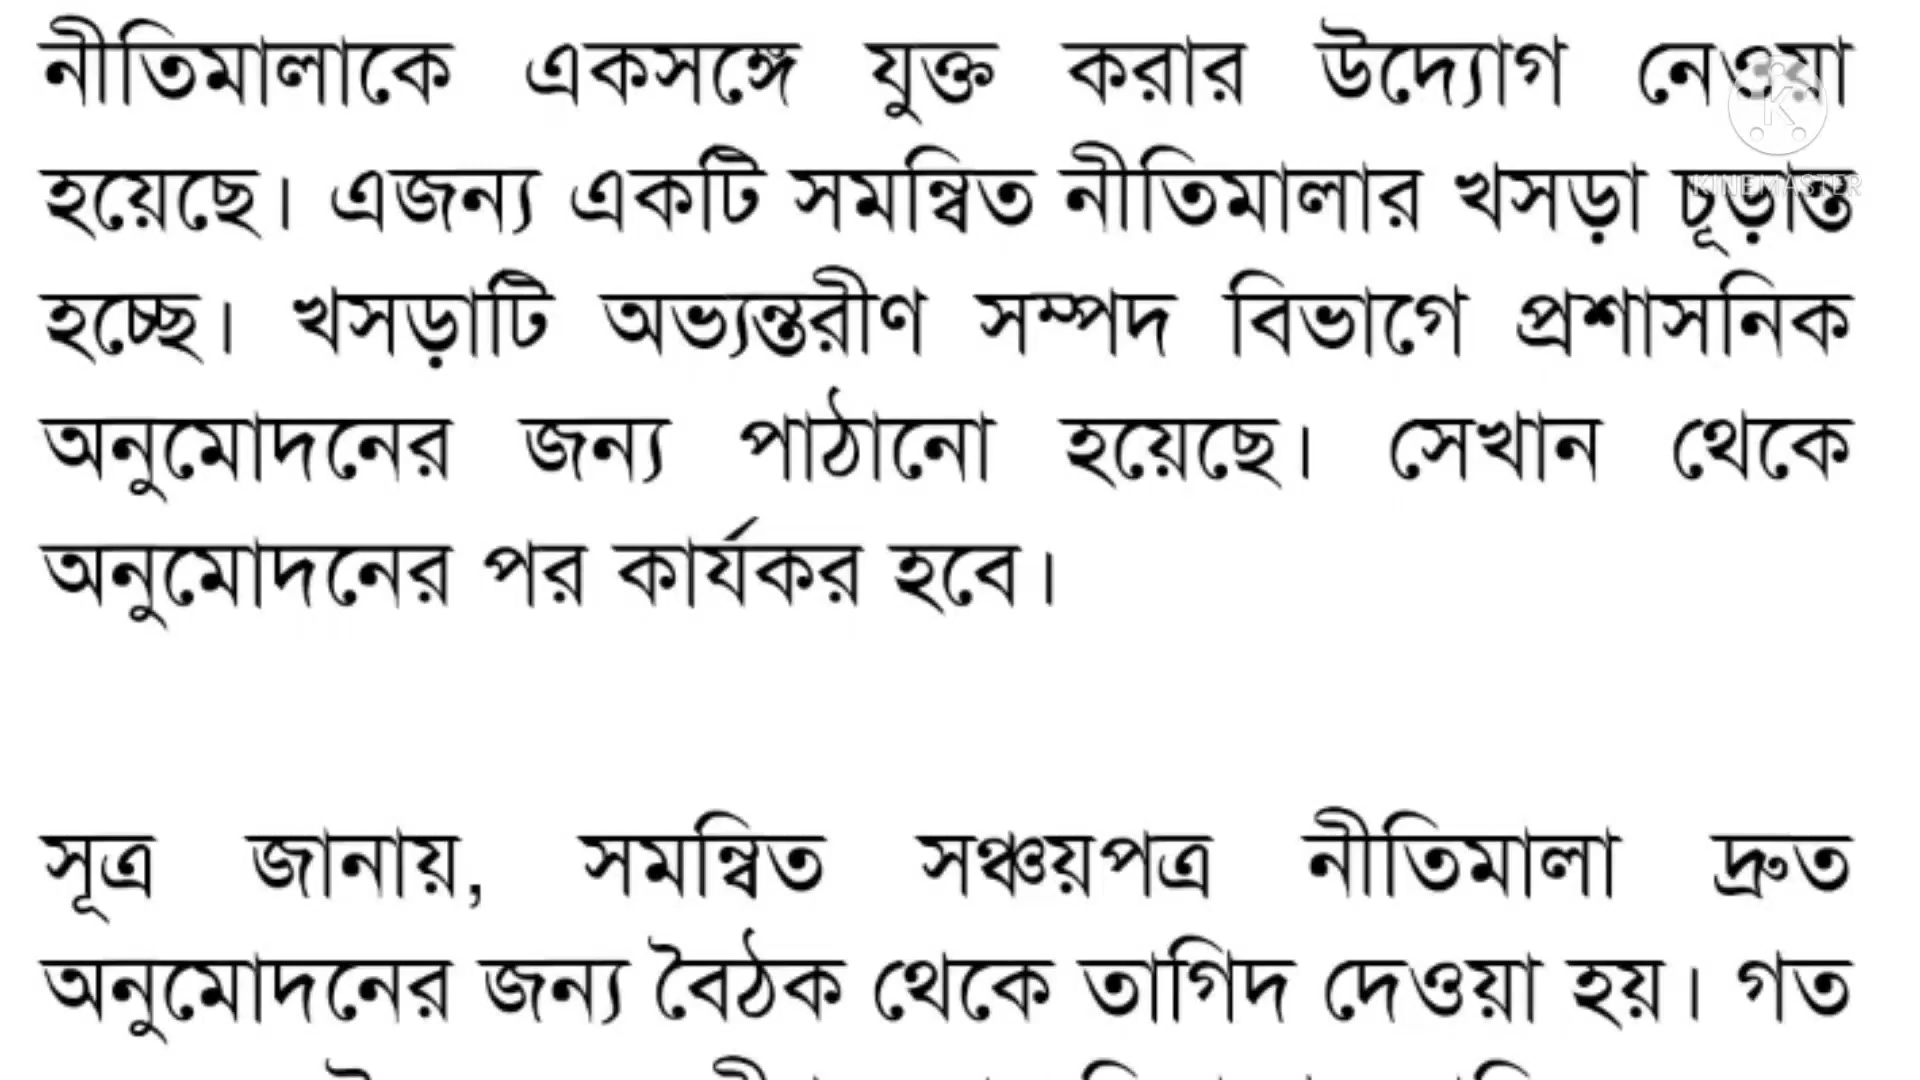 নীতিমালাকে একসঙ্গে যুক্ত করার উদ্যোগ নেওয়া
হয়েছে। এজন্য একটি সমন্বিত নীতিমালার খসড়া চূড়ান্ত
হচ্ছে। খসড়াটি অভ্যন্তরীণ সম্পদ বিভাগে প্রশাসনিক
অনুমোদনের জন্য পাঠানো হয়েছে। সেখান থেকে
অনুমোদনের পর কার্যকর হবে।
সূত্র জানায়, সমন্বিত সঞ্চয়পত্র নীতিমালা দ্রুত
অনুমোদনের জন্য বৈঠক থেকে তাগিদ দেওয়া হয়। গত
K
KINEMASTER